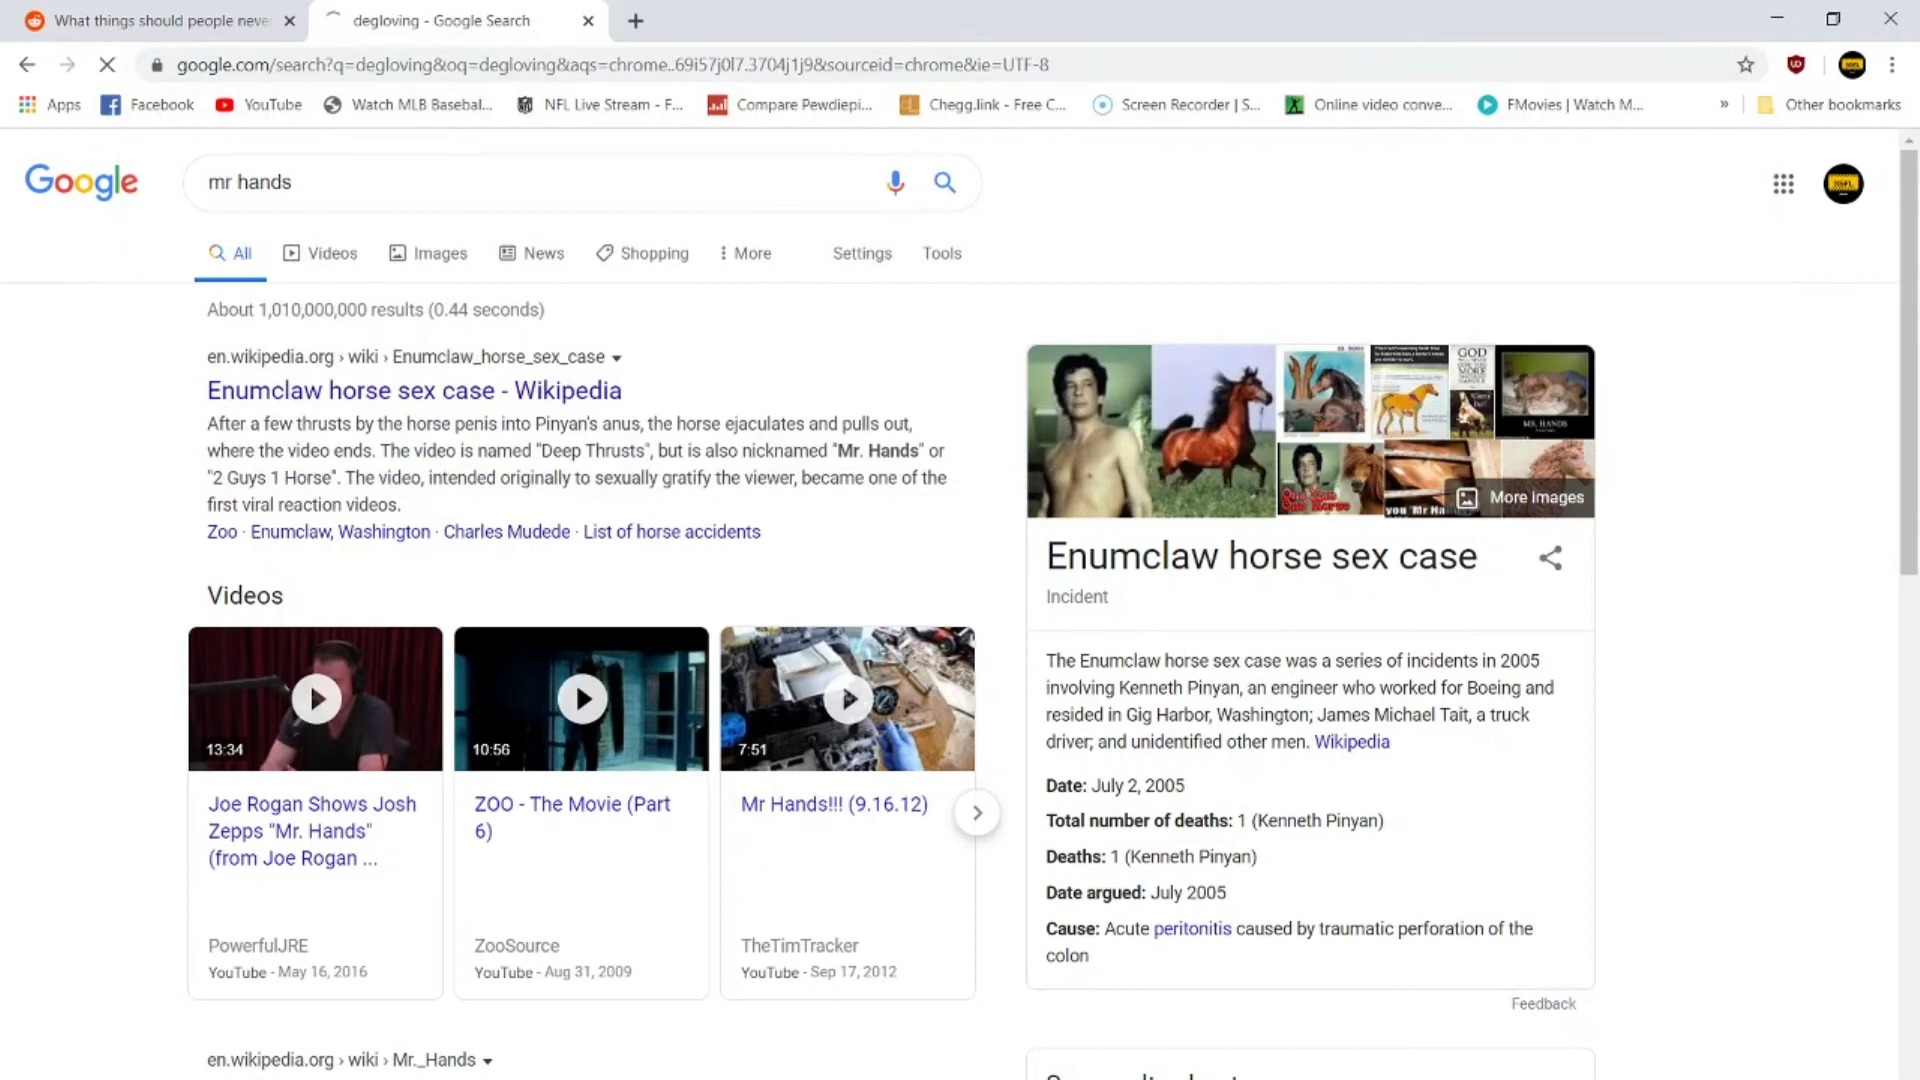 What things should people neve
degloving - Google Search
google.com/search?q=degloving&oq=degloving&aqs=chrome..69i57j0l7.3704j1j9&sourceid=chrome&ie=UTF-8
Apps Facebook YouTube Watch MLB Basebal... NFL Live Stream - F... Compare Pewdiepi... Chegg.link - Free C... Screen Recorder | S... Online video conve... FMovies | Watch M... » Other bookmarks
Google
mr hands
All Videos Images News Shopping More Settings Tools
About 1,010,000,000 results (0.44 seconds)
en.wikipedia.org › wiki › Enumclaw_horse_sex_case
Enumclaw horse sex case - Wikipedia
After a few thrusts by the horse penis into Pinyan's anus, the horse ejaculates and pulls out,
where the video ends. The video is named "Deep Thrusts", but is also nicknamed "Mr. Hands" or
"2 Guys 1 Horse". The video, intended originally to sexually gratify the viewer, became one of the
first viral reaction videos.
Zoo · Enumclaw, Washington · Charles Mudede · List of horse accidents
Videos
13:34
Joe Rogan Shows Josh
Zepps "Mr. Hands"
(from Joe Rogan ...
PowerfulJRE
YouTube - May 16, 2016
10:56
ZOO - The Movie (Part
6)
ZooSource
YouTube - Aug 31, 2009
7:51
Mr Hands!!! (9.16.12)
TheTimTracker
YouTube - Sep 17, 2012
en.wikipedia.org › wiki › Mr._Hands
GOD
MORE
MR. HANDS
One Man
One Horse
you Mr Ha
More images
Enumclaw horse sex case
Incident
The Enumclaw horse sex case was a series of incidents in 2005
involving Kenneth Pinyan, an engineer who worked for Boeing and
resided in Gig Harbor, Washington; James Michael Tait, a truck
driver; and unidentified other men. Wikipedia
Date: July 2, 2005
Total number of deaths: 1 (Kenneth Pinyan)
Deaths: 1 (Kenneth Pinyan)
Date argued: July 2005
Cause: Acute peritonitis caused by traumatic perforation of the
colon
Feedback